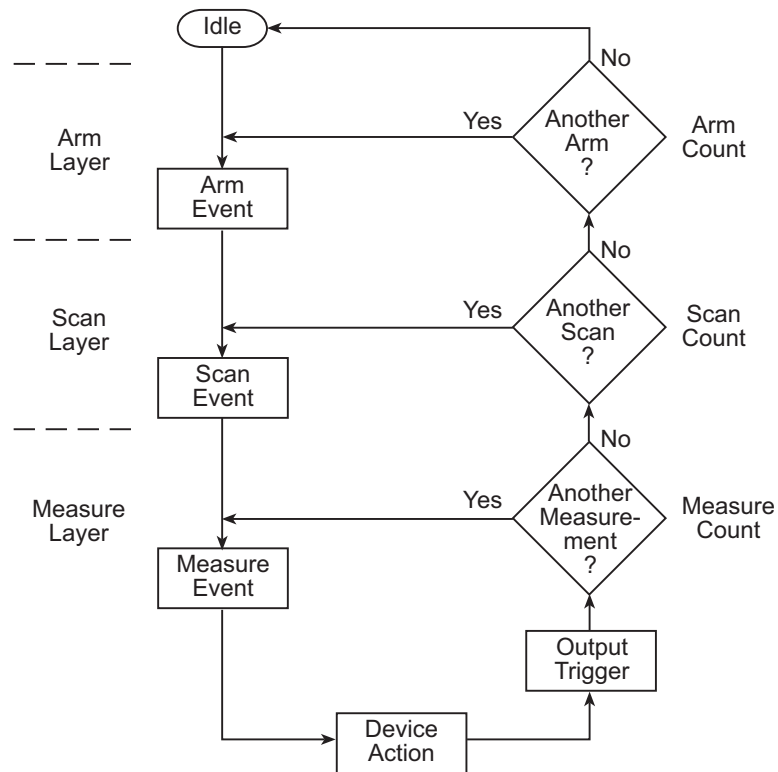 Idle
No
Arm
Layer
Yes
Another
Arm
?
Arm
Count
Arm
Event
No
Scan
Layer
Yes
Another
Scan
?
Scan
Count
Scan
Event
No
Measure
Layer
Yes
Another
Measure-
ment
?
Measure
Count
Measure
Event
Output
Trigger
Device
Action